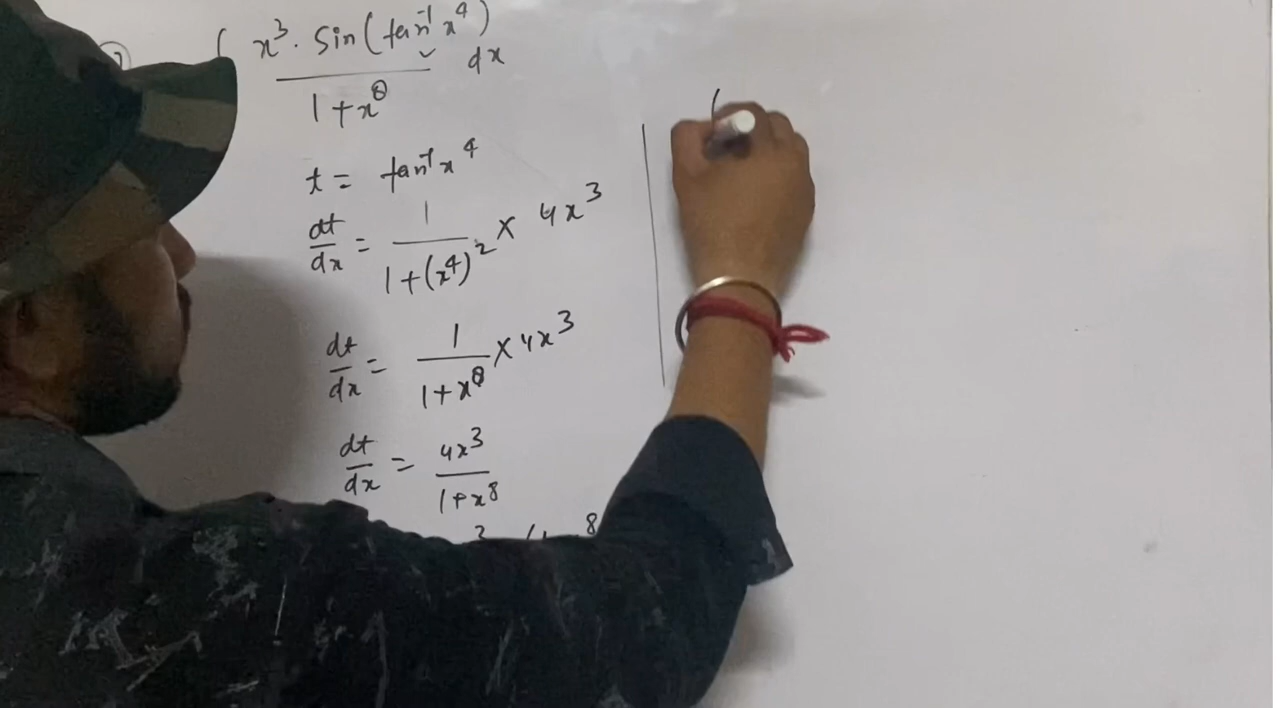 ∫ x³. Sin(tan⁻¹x⁴) / 1+x⁸ dx
t = tan⁻¹x⁴
dt/dx = 1/1+(x⁴)² × 4x³
dt/dx = 1/1+x⁸ × 4x³
dt/dx = 4x³/1+x⁸